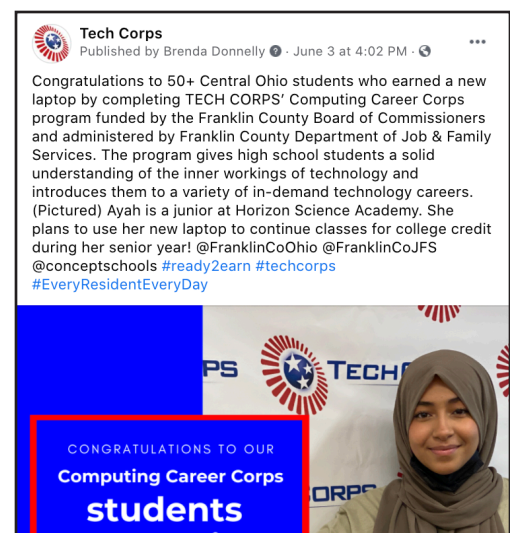 Tech Corps
Published by Brenda Donnelly · June 3 at 4:02 PM ·
Congratulations to 50+ Central Ohio students who earned a new
laptop by completing TECH CORPS’ Computing Career Corps
program funded by the Franklin County Board of Commissioners
and administered by Franklin County Department of Job & Family
Services. The program gives high school students a solid
understanding of the inner workings of technology and
introduces them to a variety of in-demand technology careers.
(Pictured) Ayah is a junior at Horizon Science Academy. She
plans to use her new laptop to continue classes for college credit
during her senior year! @FranklinCoOhio @FranklinCoJFS
@conceptschools #ready2earn #techcorps
#EveryResidentEveryDay
PS
TECH
ORPS
CONGRATULATIONS TO OUR
Computing Career Corps
students